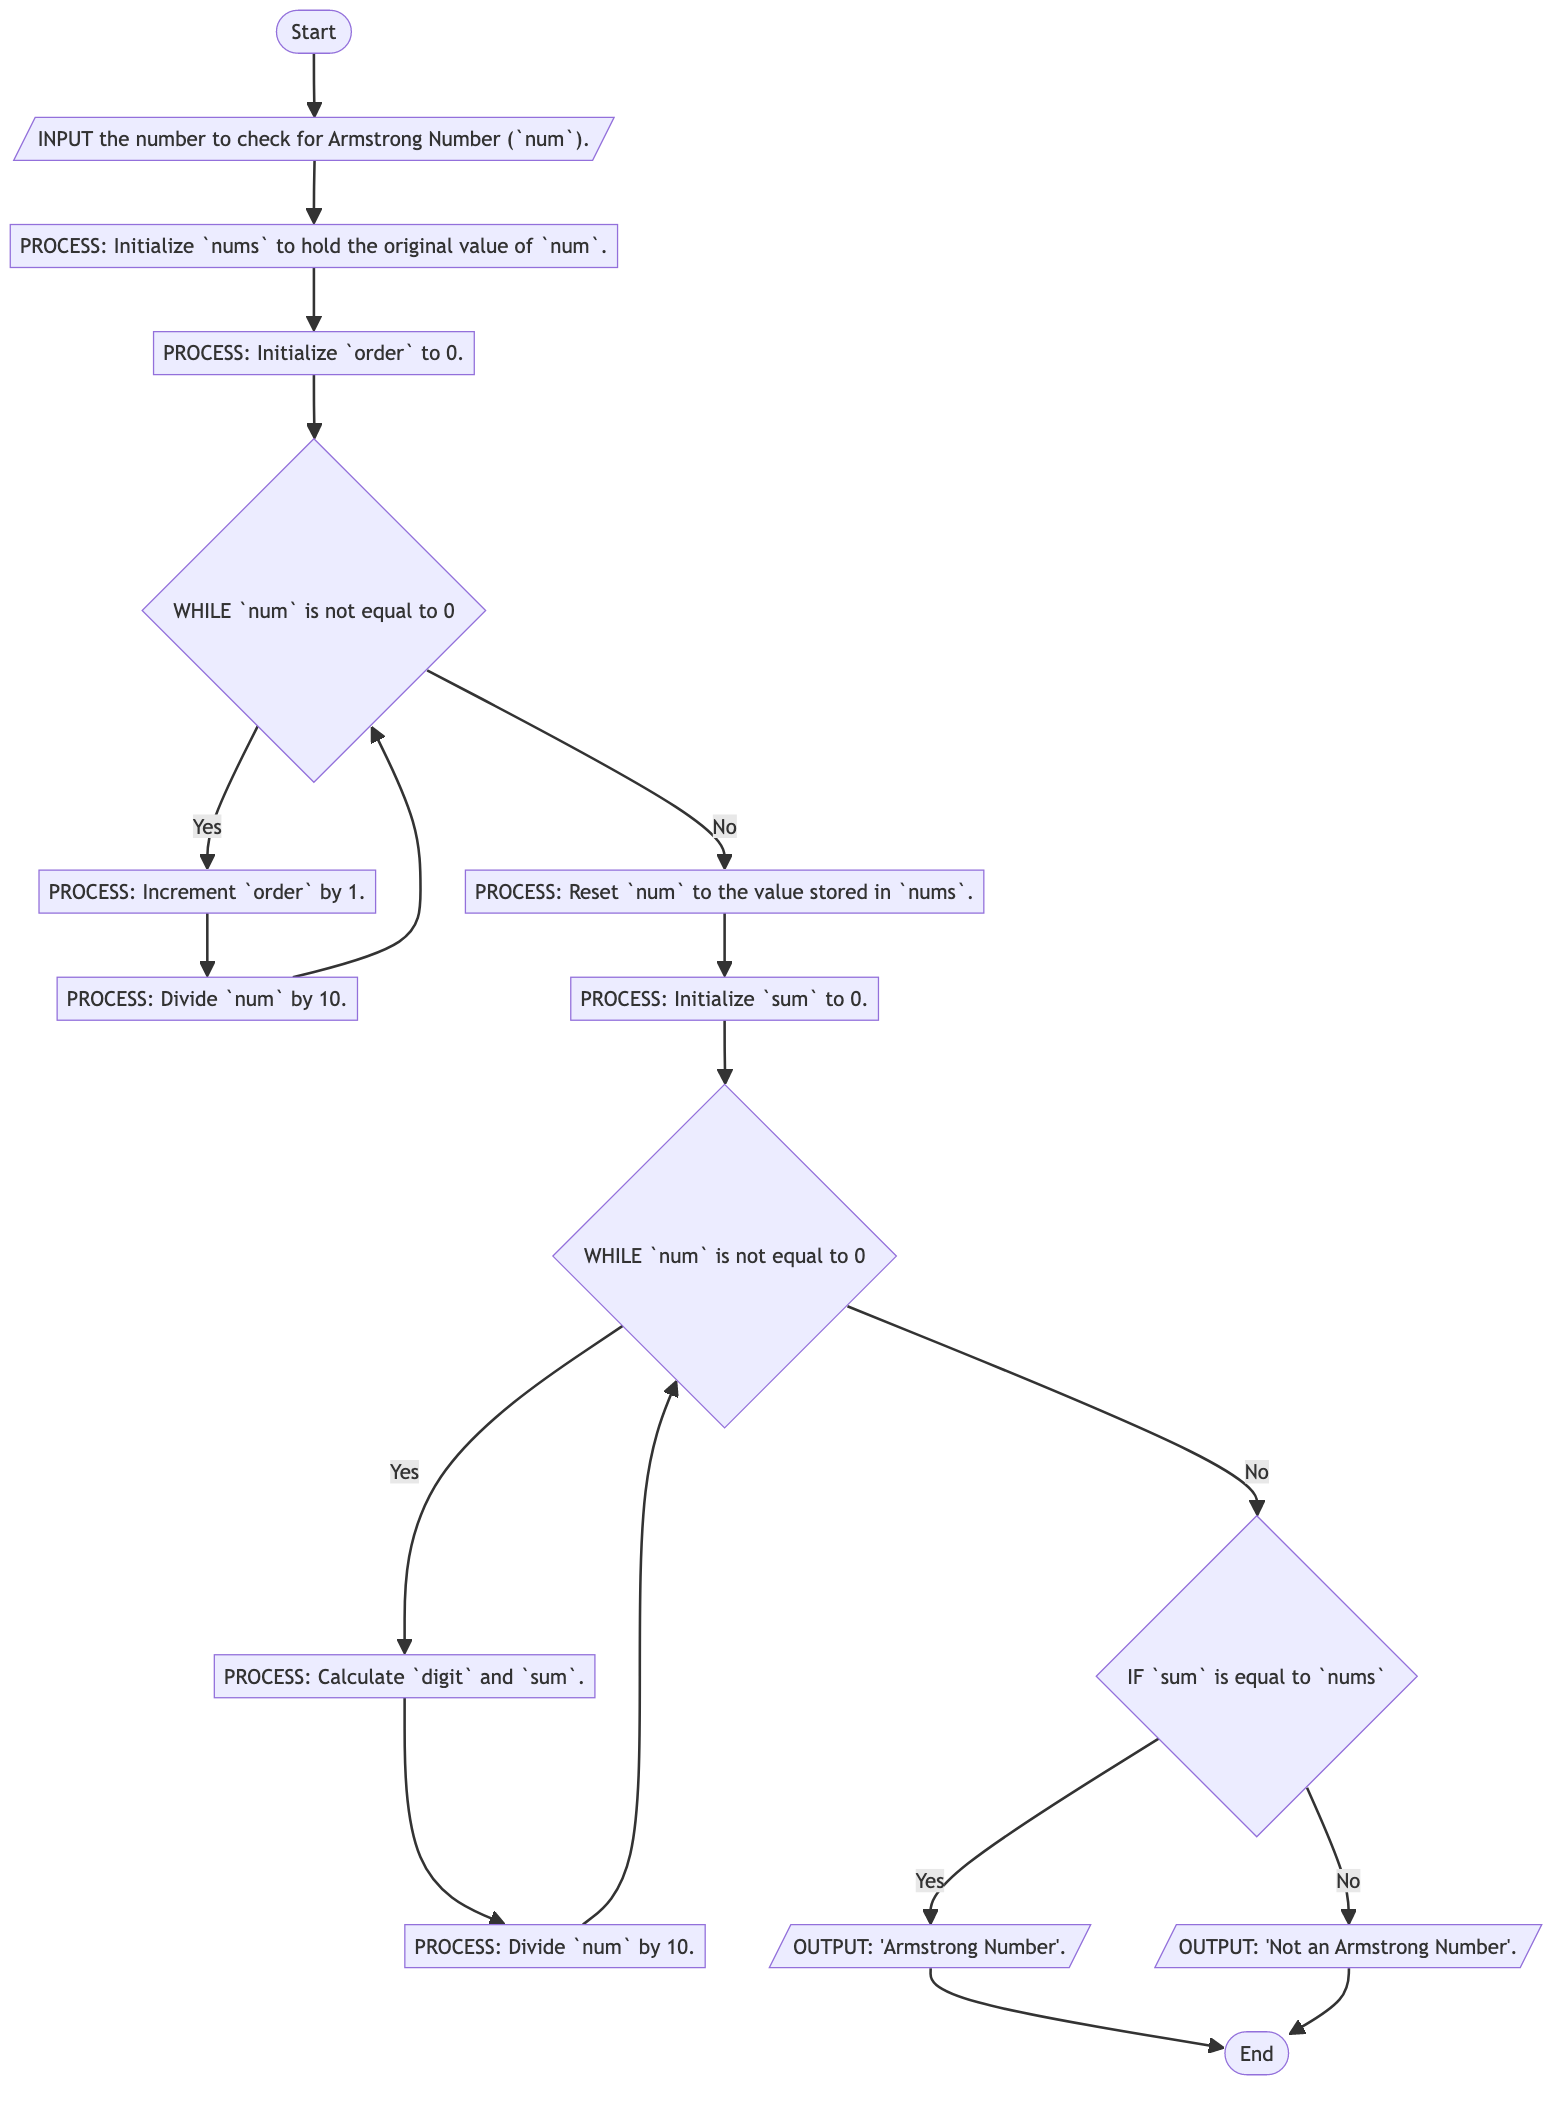 Start
INPUT the number to check for Armstrong Number (`num`).
PROCESS: Initialize `nums` to hold the original value of `num`.
PROCESS: Initialize `order` to 0.
WHILE `num` is not equal to 0
Yes
No
PROCESS: Increment `order` by 1.
PROCESS: Reset `num` to the value stored in `nums`.
PROCESS: Divide `num` by 10.
PROCESS: Initialize `sum` to 0.
WHILE `num` is not equal to 0
Yes
No
PROCESS: Calculate `digit` and `sum`.
IF `sum` is equal to `nums`
Yes
No
PROCESS: Divide `num` by 10.
OUTPUT: 'Armstrong Number'.
OUTPUT: 'Not an Armstrong Number'.
End